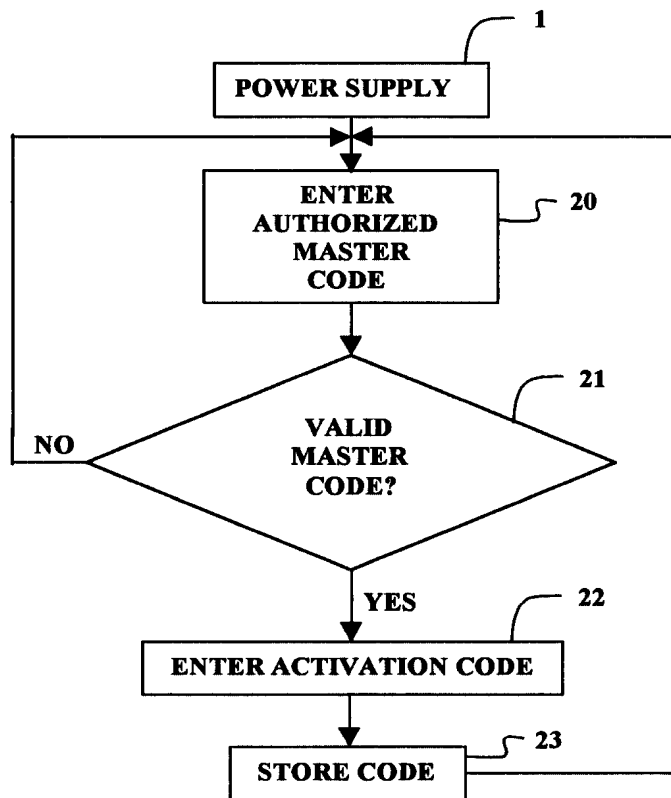 1
POWER SUPPLY
ENTER
AUTHORIZED
MASTER
CODE
20
21
VALID
MASTER
CODE?
NO
YES
22
ENTER ACTIVATION CODE
23
STORE CODE